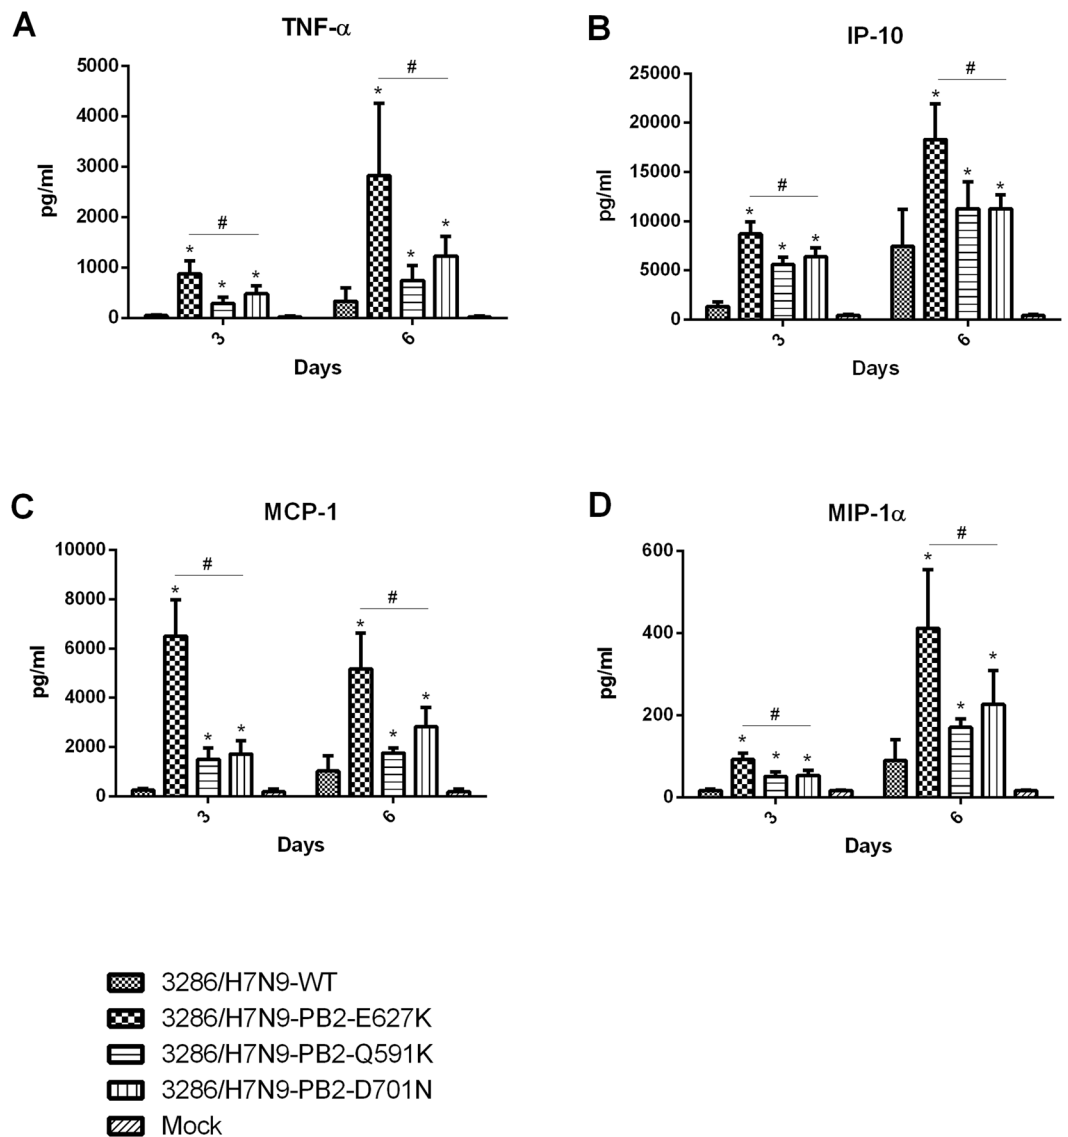 A
TNF-α
5000
4000
3000
2000
1000
0
pg/ml
*
*
*
#
*
*
*
#
3
6
Days
B
IP-10
25000
20000
15000
10000
5000
0
pg/ml
*
*
*
#
*
*
*
#
3
6
Days
C
MCP-1
10000
8000
6000
4000
2000
0
pg/ml
*
*
*
#
*
*
*
#
3
6
Days
D
MIP-1α
600
400
200
0
pg/ml
*
*
*
#
*
*
*
#
3
6
Days
3286/H7N9-WT
3286/H7N9-PB2-E627K
3286/H7N9-PB2-Q591K
3286/H7N9-PB2-D701N
Mock